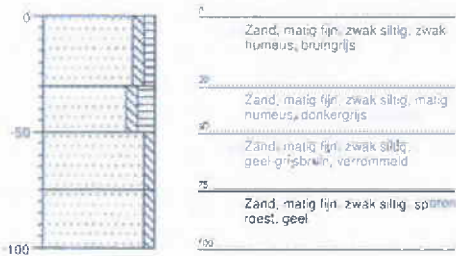 0
0
Zand, matig fijn, zwak siltig, zwak
humeus, bruingrijs
30
Zand, matig fijn, zwak siltig, matig
humeus, donkergrijs
-50
50
Zand, matig fijn, zwak siltig,
geel-grijsbruin, verrommeld
75
Zand, matig fijn, zwak siltig, sporen
roest, geel
-100
100